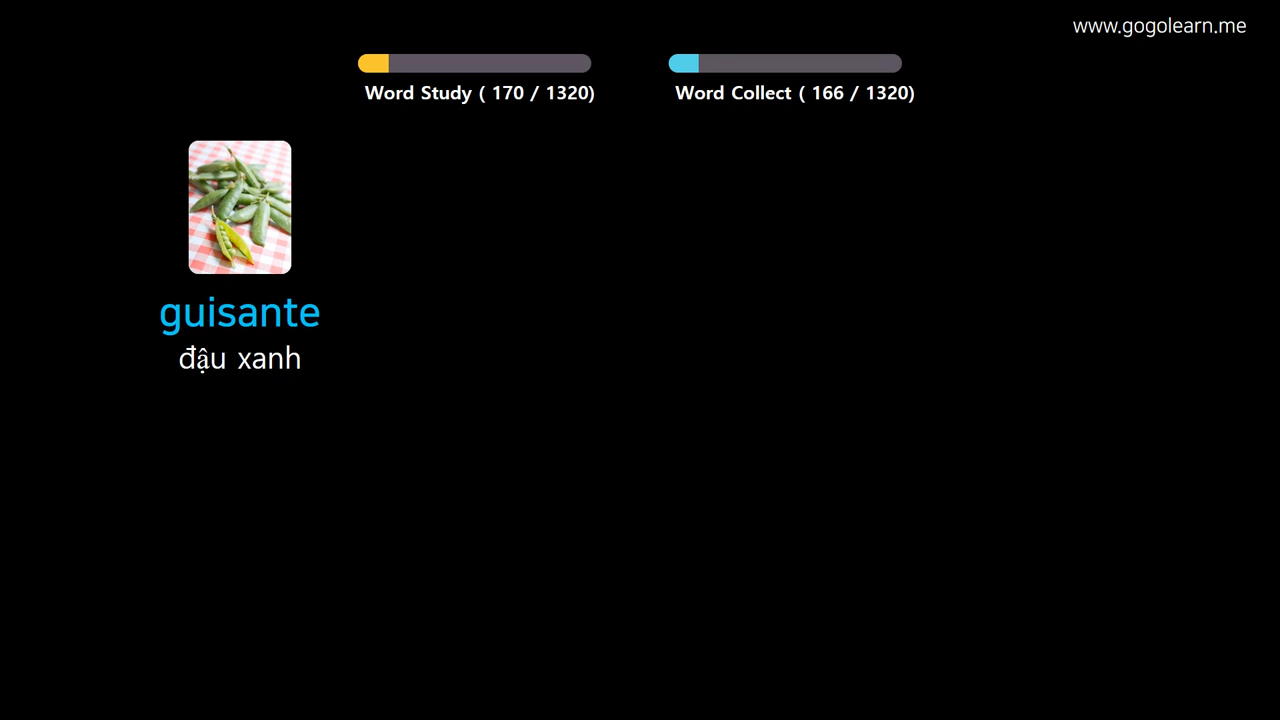 www.gogolearn.me
Word Study ( 170 / 1320)
Word Collect ( 166 / 1320)
guisante
đậu xanh